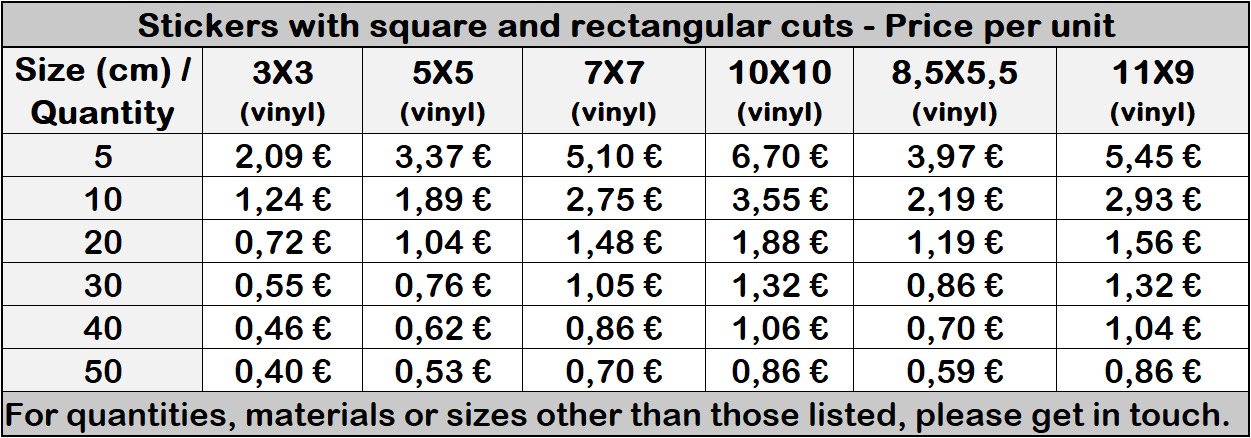 Stickers with square and rectangular cuts - Price per unit
Size (cm) / Quantity 3X3 (vinyl) 5X5 (vinyl) 7X7 (vinyl) 10X10 (vinyl) 8,5X5,5 (vinyl) 11X9 (vinyl)
5 2,09 € 3,37 € 5,10 € 6,70 € 3,97 € 5,45 €
10 1,24 € 1,89 € 2,75 € 3,55 € 2,19 € 2,93 €
20 0,72 € 1,04 € 1,48 € 1,88 € 1,19 € 1,56 €
30 0,55 € 0,76 € 1,05 € 1,32 € 0,86 € 1,32 €
40 0,46 € 0,62 € 0,86 € 1,06 € 0,70 € 1,04 €
50 0,40 € 0,53 € 0,70 € 0,86 € 0,59 € 0,86 €
For quantities, materials or sizes other than those listed, please get in touch.